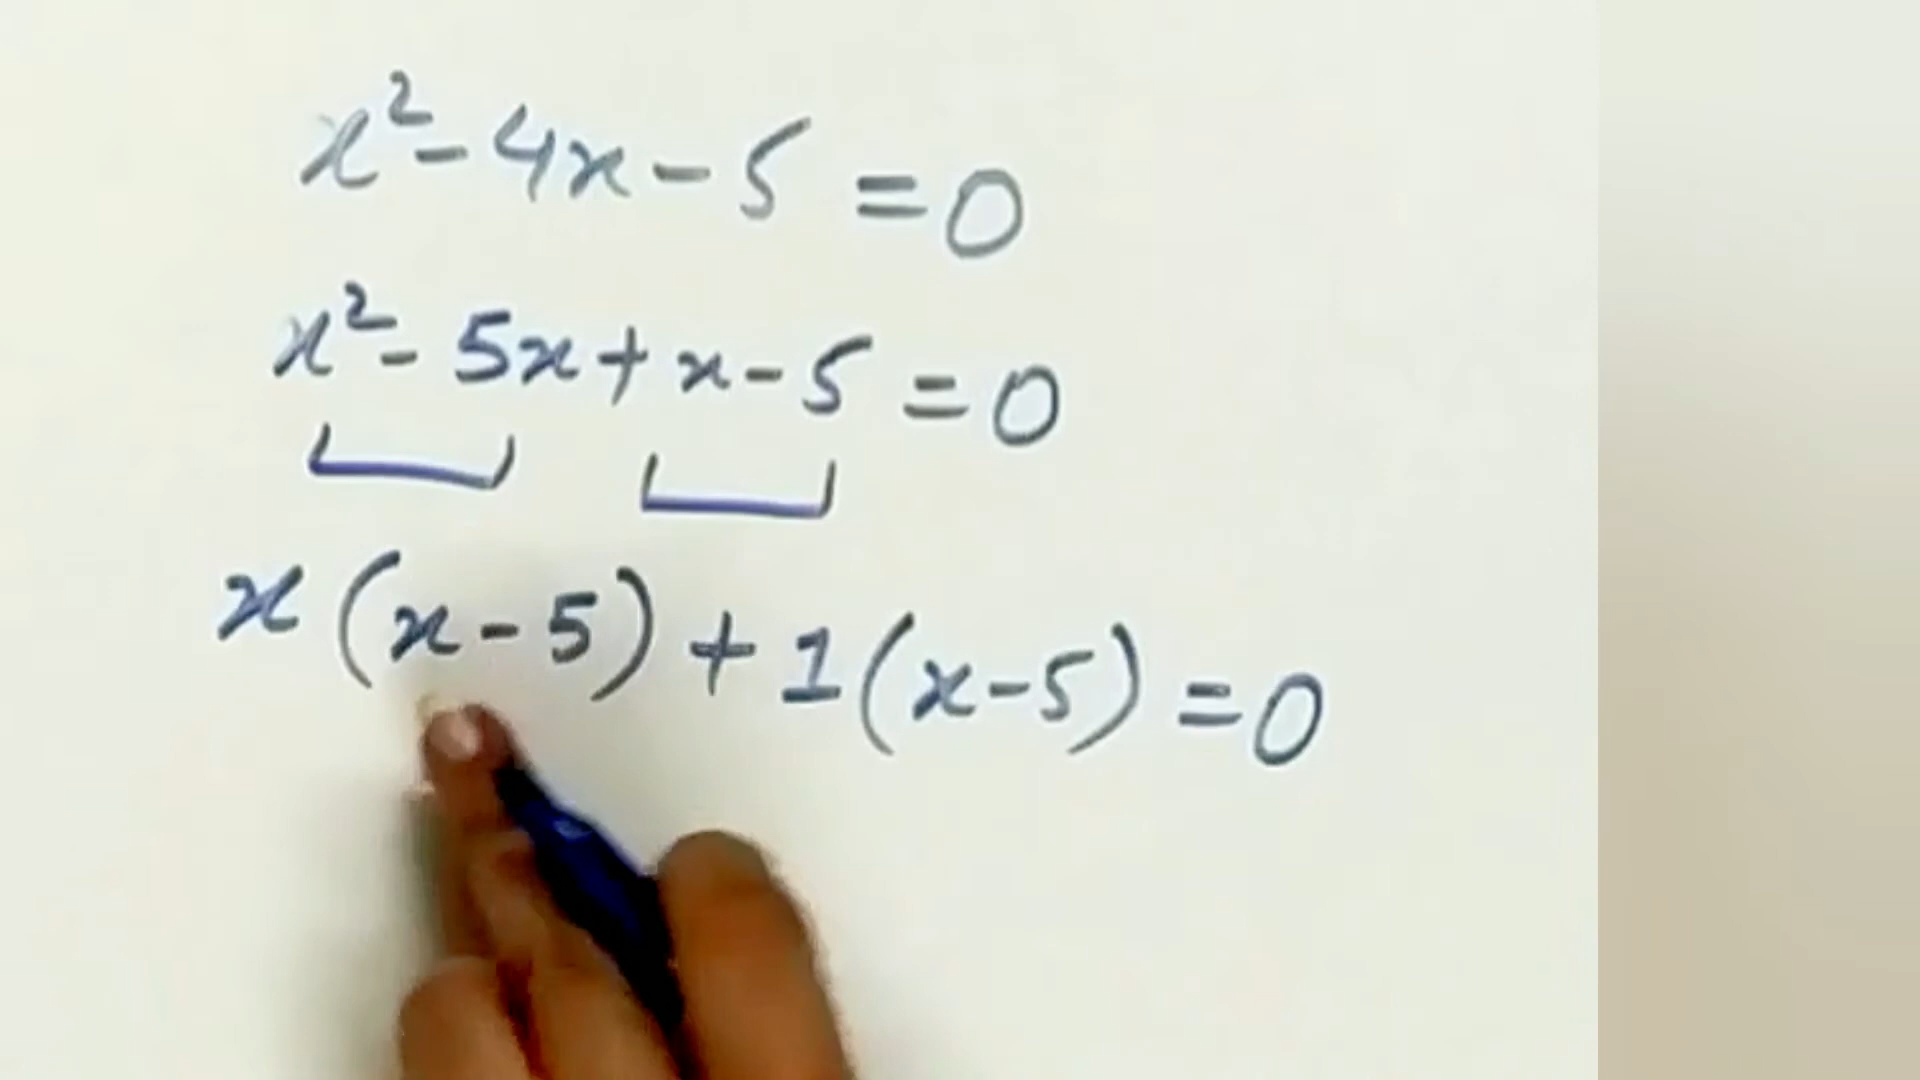 x² - 4x - 5 = 0
x² - 5x + x - 5 = 0
x (x - 5) + 1 (x - 5) = 0